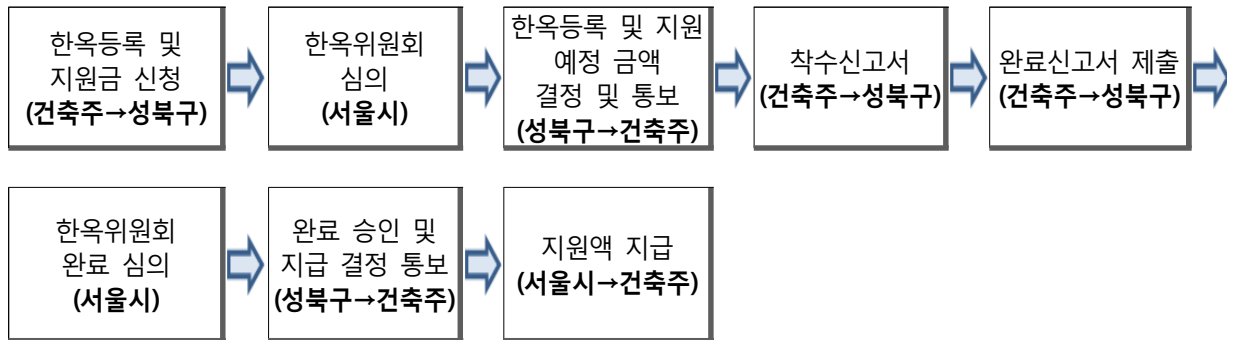 한옥등록 및
지원금 신청
(건축주→성북구)
한옥위원회
심의
(서울시)
한옥등록 및 지원
예정 금액
결정 및 통보
(성북구→건축주)
착수신고서
(건축주→성북구)
완료신고서 제출
(건축주→성북구)
한옥위원회
완료 심의
(서울시)
완료 승인 및
지급 결정 통보
(성북구→건축주)
지원액 지급
(서울시→건축주)